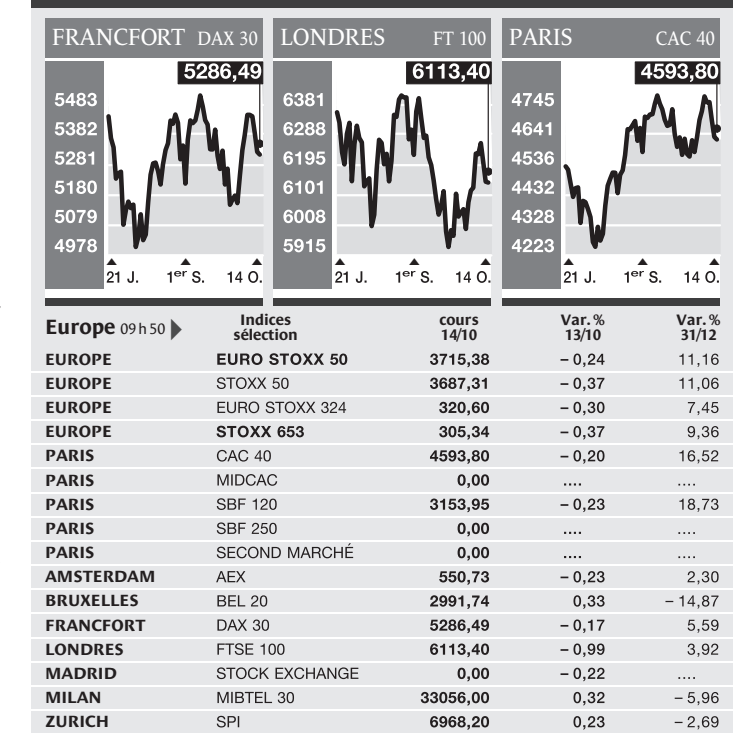 FRANCFORT DAX 30
5286,49
5483
5382
5281
5180
5079
4978
21 J. 1er S. 14 O.
LONDRES FT 100
6113,40
6381
6288
6195
6101
6008
5915
21 J. 1er S. 14 O.
PARIS CAC 40
4593,80
4745
4641
4536
4432
4328
4223
21 J. 1er S. 14 O.
Europe 09 h 50 Indices sélection cours 14/10 Var. % 13/10 Var. % 31/12
EUROPE EURO STOXX 50 3715,38 – 0,24 11,16
EUROPE STOXX 50 3687,31 – 0,37 11,06
EUROPE EURO STOXX 324 320,60 – 0,30 7,45
EUROPE STOXX 653 305,34 – 0,37 9,36
PARIS CAC 40 4593,80 – 0,20 16,52
PARIS MIDCAC 0,00 .... ....
PARIS SBF 120 3153,95 – 0,23 18,73
PARIS SBF 250 0,00 .... ....
PARIS SECOND MARCHÉ 0,00 .... ....
AMSTERDAM AEX 550,73 – 0,23 2,30
BRUXELLES BEL 20 2991,74 0,33 – 14,87
FRANCFORT DAX 30 5286,49 – 0,17 5,59
LONDRES FTSE 100 6113,40 – 0,99 3,92
MADRID STOCK EXCHANGE 0,00 – 0,22 ....
MILAN MIBTEL 30 33056,00 0,32 – 5,96
ZURICH SPI 6968,20 0,23 – 2,69